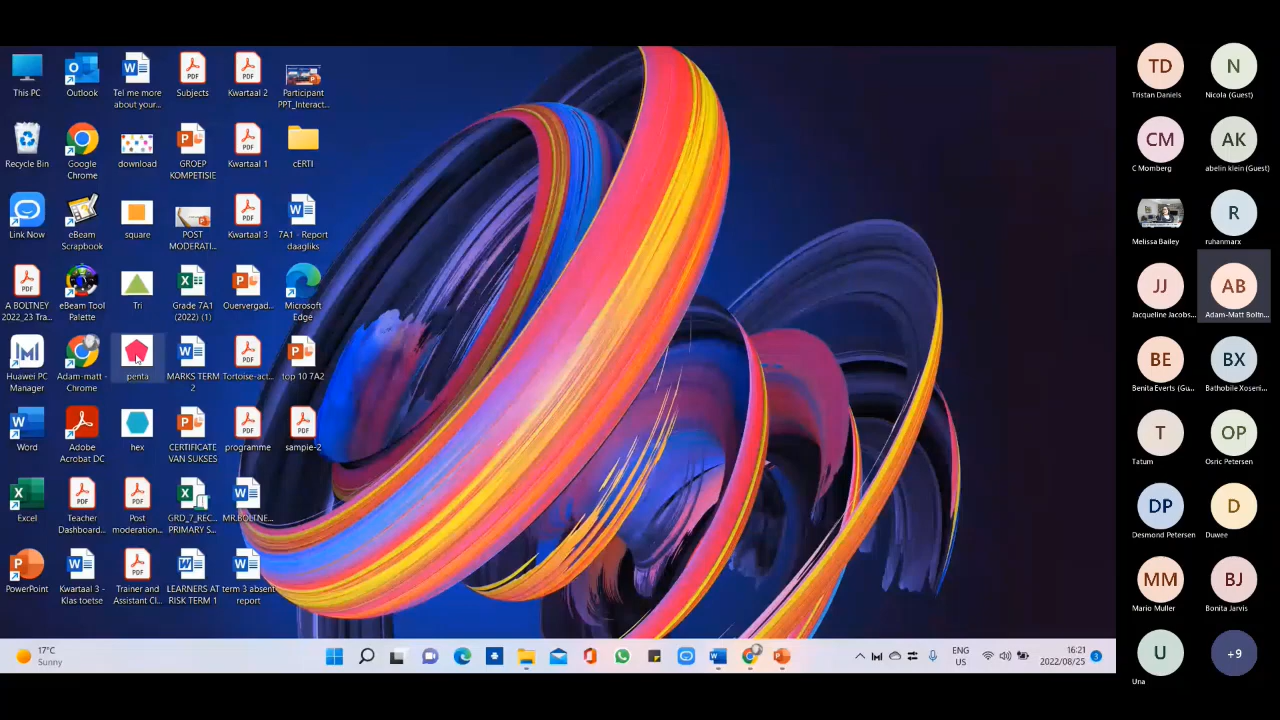 This PC
Outlook
Tell me more
about your...
Subjects
Kwartaal 2
Participant
PPT_Interact...
Recycle Bin
Google
Chrome
download
GROEP
KOMPETISIE
Kwartaal 1
cERTI
Link Now
eBeam
Scrapbook
square
POST
MODERATI...
Kwartaal 3
7A1 - Report
daagliks
A BOLTNEY
2022_23 Tra...
eBeam Tool
Palette
Tri
Grade 7A1
(2022) (1)
Ouervergad...
Microsoft
Edge
Huawei PC
Manager
Adam-matt -
Chrome
penta
MARKS TERM
2
Tortoise-act...
top 10 7A2
Word
Adobe
Acrobat DC
hex
CERTIFICATE
VAN SUKSES
programme
sample-2
Excel
Teacher
Dashboard...
Post
moderation...
GRD_7_REC...
PRIMARY S...
MR.BOLTNE...
PowerPoint
Kwartaal 3 -
Klas toetse
Trainer and
Assistant Cl...
LEARNERS AT
RISK TERM 1
term 3 absent
report
17°C
Sunny
ENG
US
16:21
2022/08/25
3
TD
Tristan Daniels
N
Nicola (Guest)
CM
C Momberg
AK
abelin klein (Guest)
Melissa Bailey
R
ruhanmarx
JJ
Jacqueline Jacobs...
AB
Adam-Matt Boltn...
BE
Benita Everts (Gu...
BX
Bathobile Xoseri...
T
Tatum
OP
Osric Petersen
DP
Desmond Petersen
D
Duwee
MM
Mario Muller
BJ
Bonita Jarvis
U
Una
+9